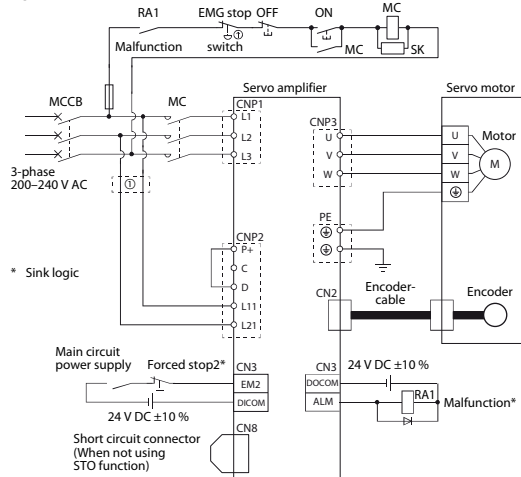 RA1
EMG stop
OFF
ON
MC
Malfunction
①
switch
MC
SK
MCCB
MC
Servo amplifier
Servo motor
CNP1
L1
L2
L3
CNP3
U
V
W
U
V
W
Motor
M
3-phase
200–240 V AC
①
PE
CNP2
P+
C
D
L11
L21
* Sink logic
CN2
Encoder-
cable
Encoder
Main circuit
power supply
Forced stop2*
CN3
EM2
DICOM
24 V DC ±10 %
CN3
DOCOM
ALM
24 V DC ±10 %
RA1
Malfunction*
CN8
Short circuit connector
(When not using
STO function)